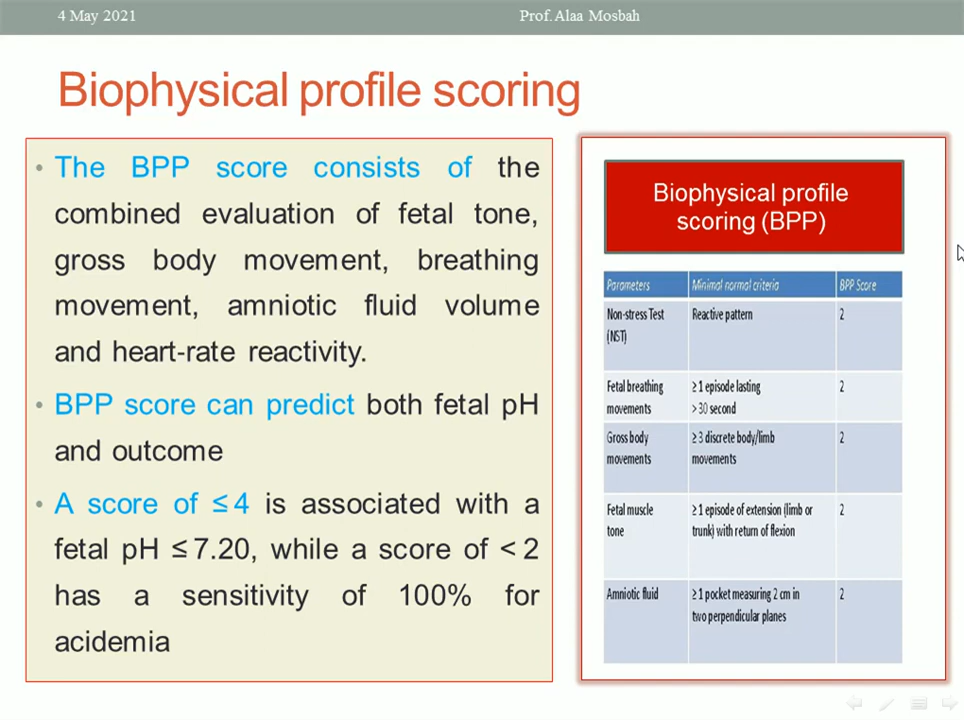 4 May 2021
Prof.Alaa Mosbah
Biophysical profile scoring
• The BPP score consists of the
combined evaluation of fetal tone,
gross body movement, breathing
movement, amniotic fluid volume
and heart-rate reactivity.
• BPP score can predict both fetal pH
and outcome
• A score of ≤ 4 is associated with a
fetal pH ≤ 7.20, while a score of < 2
has a sensitivity of 100% for
acidemia
Biophysical profile
scoring (BPP)
Parameters Minimal normal criteria BPP Score
Non-stress Test Reactive pattern 2
(NST)
Fetal breathing ≥ 1 episode lasting 2
movements > 30 second
Gross body ≥ 3 discrete body/limb 2
movements movements
Fetal muscle ≥ 1 episode of extension (limb or 2
tone trunk) with return of flexion
Amniotic fluid ≥ 1 pocket measuring 2 cm in 2
two perpendicular planes